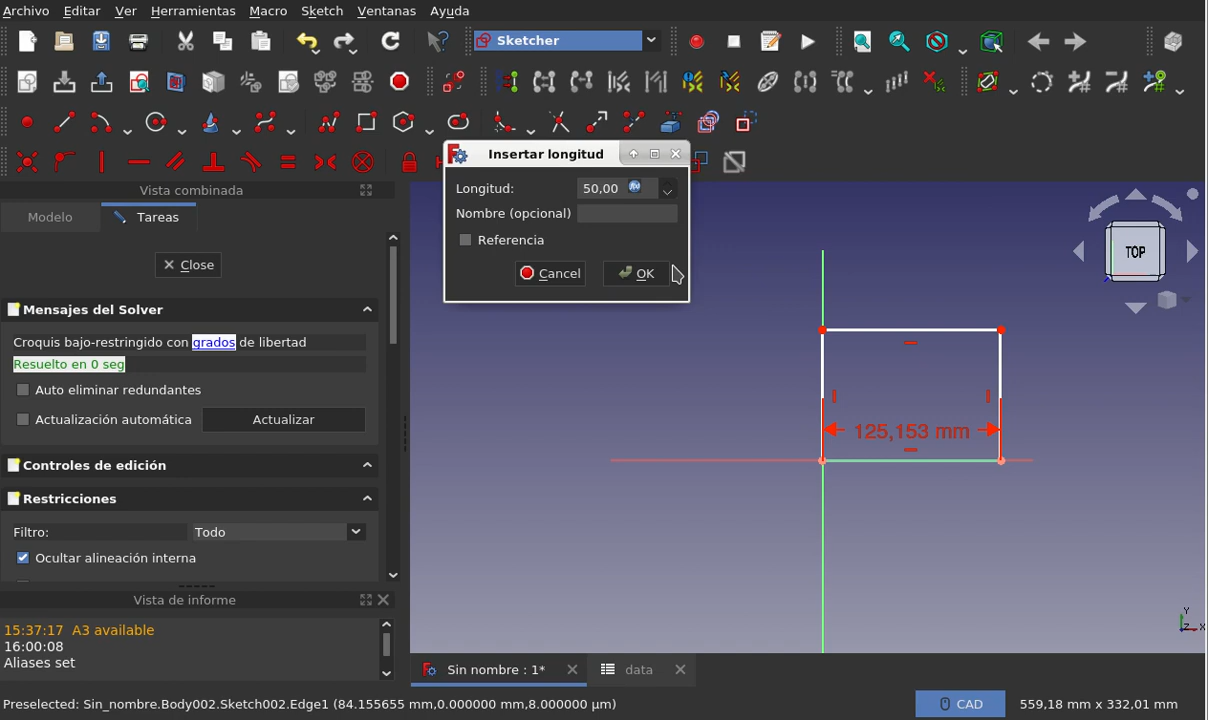 Archivo Editar Ver Herramientas Macro Sketch Ventanas Ayuda
Sketcher
Insertar longitud
Longitud: 50,00
Nombre (opcional)
Referencia
Cancel OK
Vista combinada
Modelo Tareas
Close
Mensajes del Solver
Croquis bajo-restringido con grados de libertad
Resuelto en 0 seg
Auto eliminar redundantes
Actualización automática Actualizar
Controles de edición
Restricciones
Filtro: Todo
Ocultar alineación interna
TOP
125,153 mm
Y
Z X
Vista de informe
15:37:17 A3 available
16:00:08
Aliases set
Sin nombre : 1* data
Preselected: Sin_nombre.Body002.Sketch002.Edge1 (84.155655 mm,0.000000 mm,8.000000 µm) CAD 559,18 mm x 332,01 mm